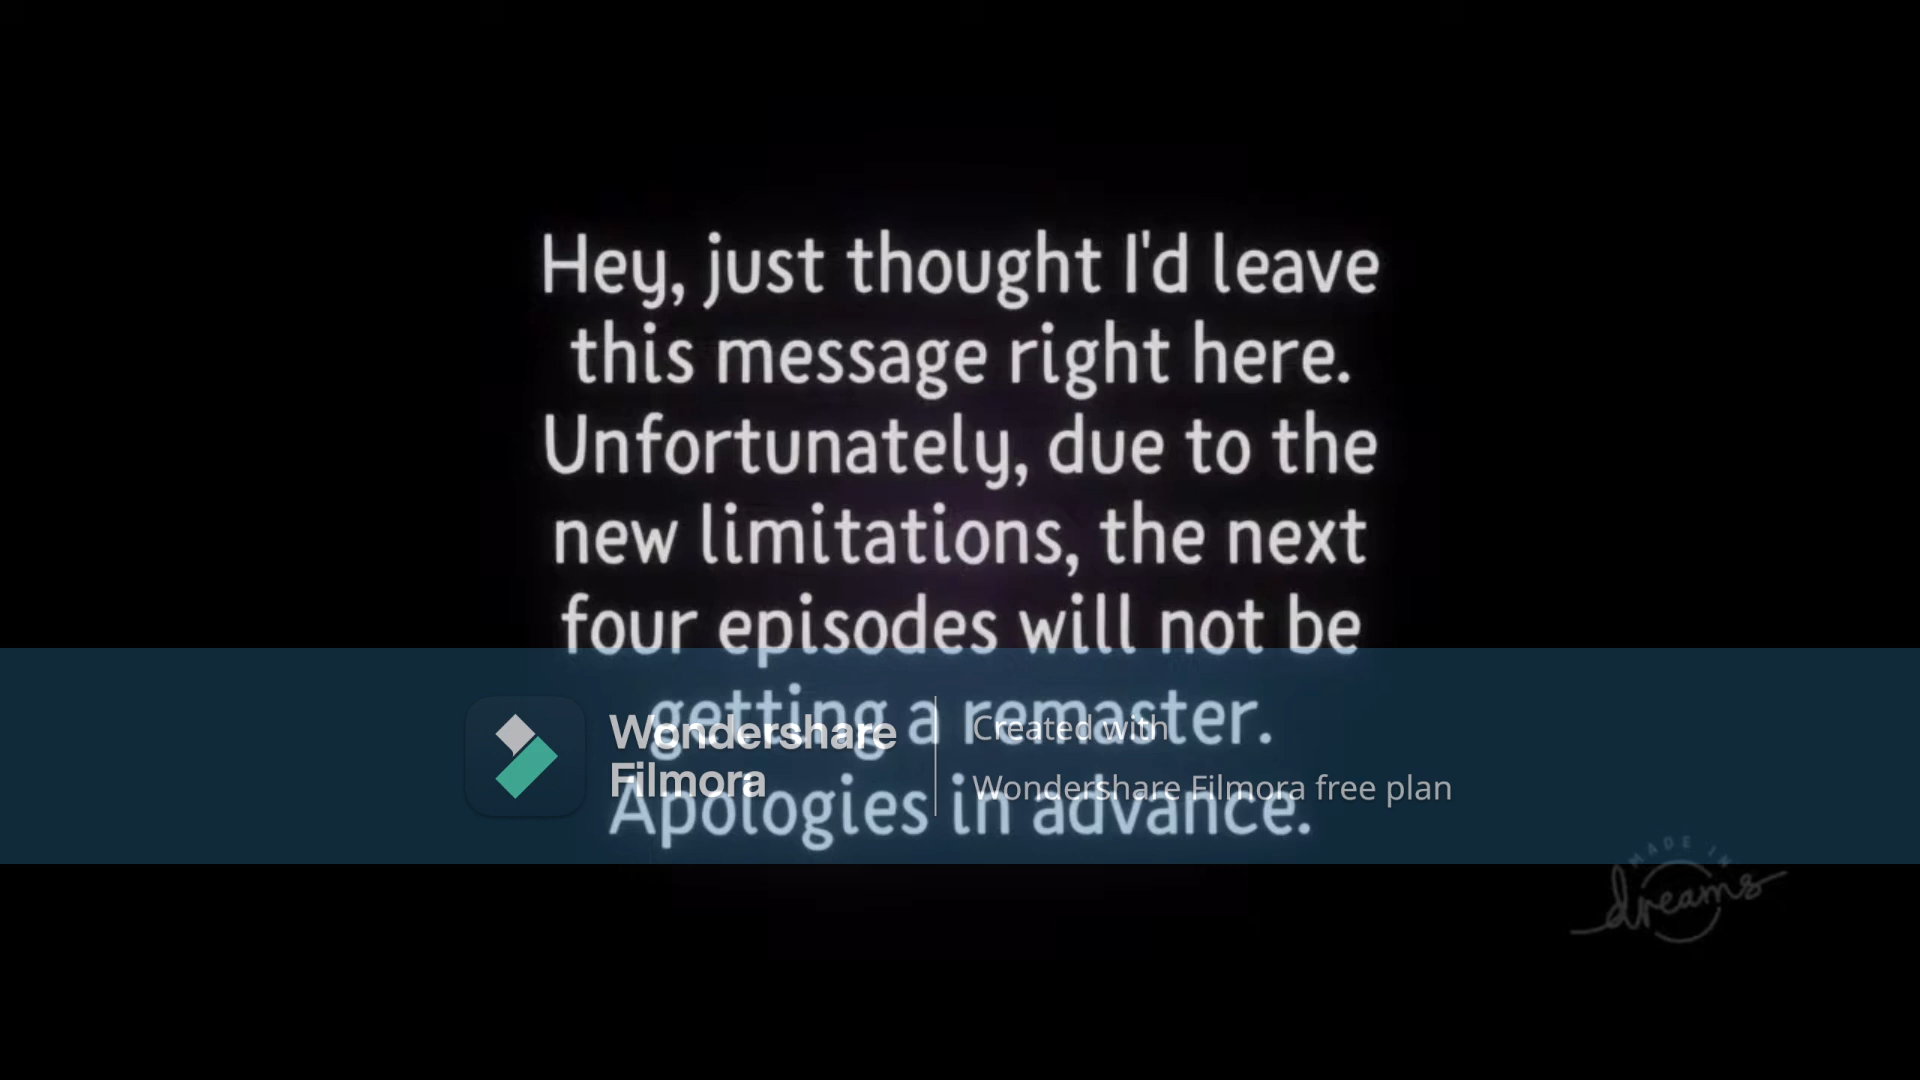 Hey, just thought I'd leave
this message right here.
Unfortunately, due to the
new limitations, the next
four episodes will not be
getting a remaster.
Apologies in advance.
Wondershare
Filmora
Created with
Wondershare Filmora free plan
MADE IN
dreams